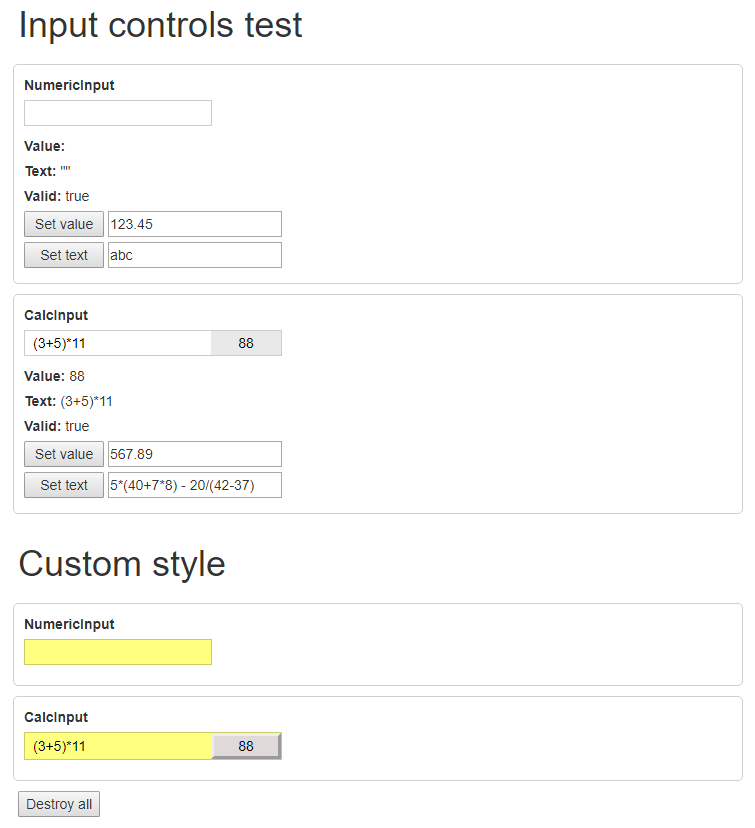 Input controls test
NumericInput
Value:
Text: ""
Valid: true
Set value 123.45
Set text abc
CalcInput
(3+5)*11 88
Value: 88
Text: (3+5)*11
Valid: true
Set value 567.89
Set text 5*(40+7*8) - 20/(42-37)
Custom style
NumericInput
CalcInput
(3+5)*11 88
Destroy all